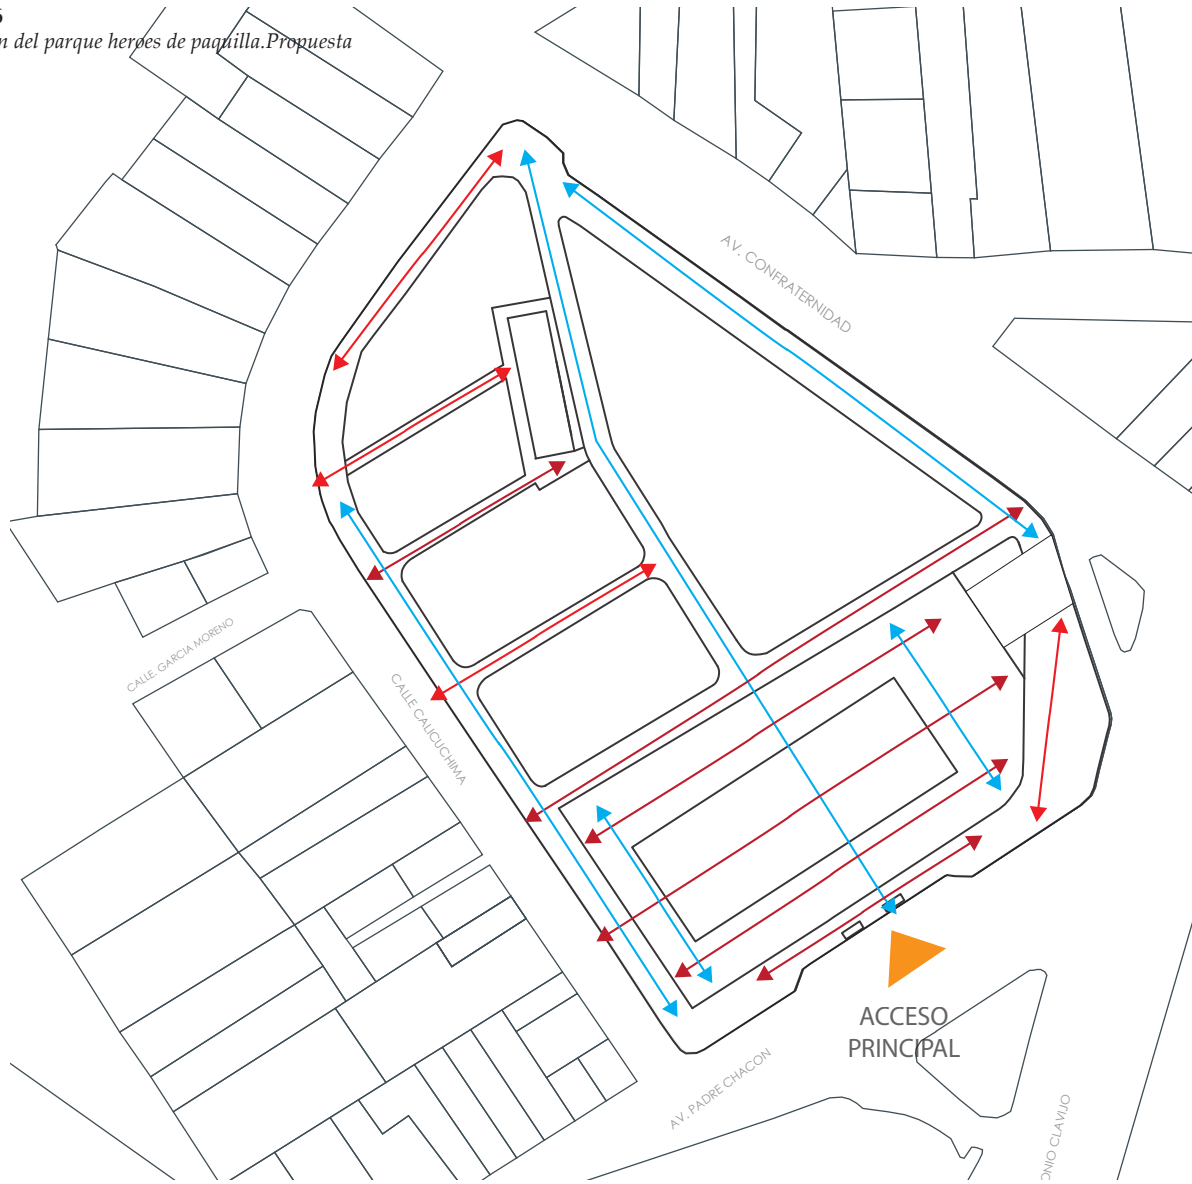 6
n del parque heroes de paquilla.Propuesta
AV. CONFRATERNIDAD
CALLE. GARCIA MORENO
CALLE CALICUCHIMA
ACCESO
PRINCIPAL
AV. PADRE CHACON
ONIO CLAVIJO